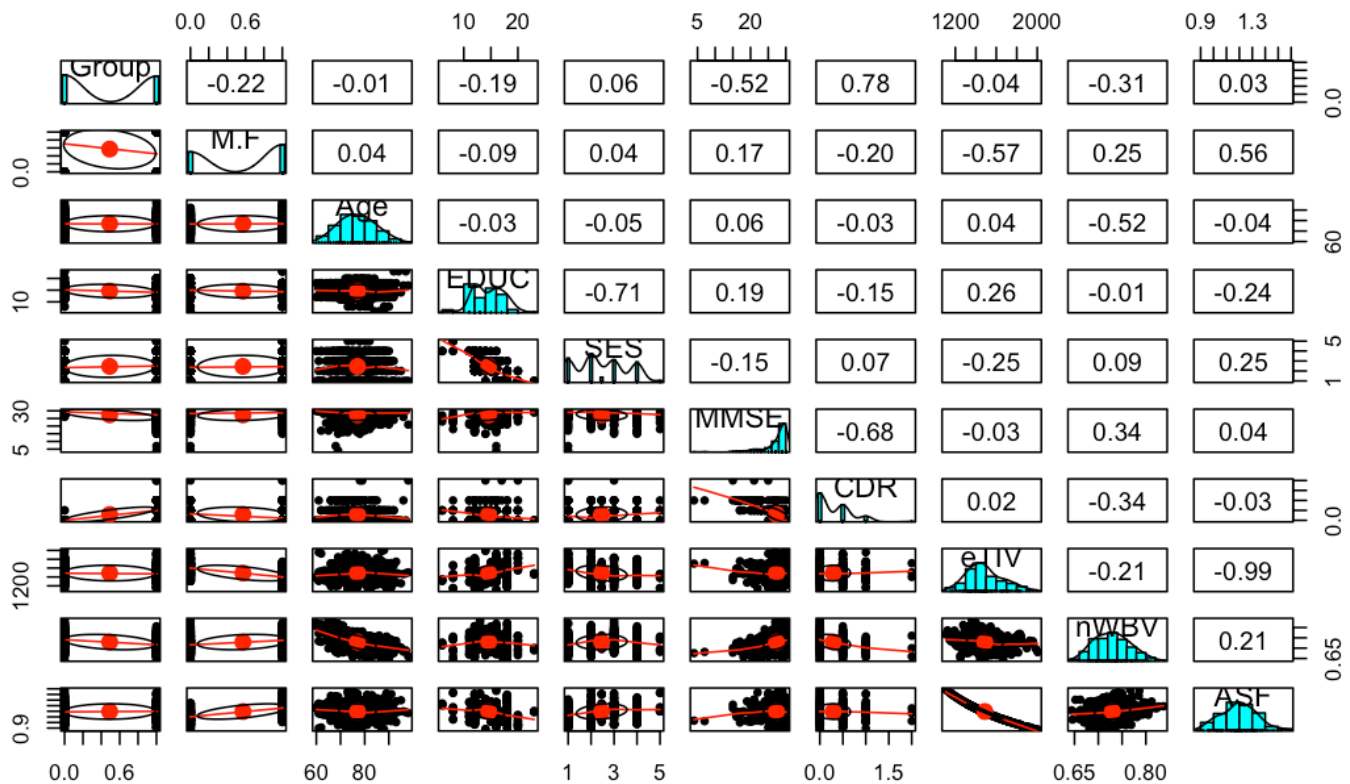 0.0 0.6 10 20 5 20 1200 2000 0.9 1.3
Group -0.22 -0.01 -0.19 0.06 -0.52 0.78 -0.04 -0.31 0.03 0.0
0.0 M.F 0.04 -0.09 0.04 0.17 -0.20 -0.57 0.25 0.56
Age -0.03 -0.05 0.06 -0.03 0.04 -0.52 -0.04 60
10 EDUC -0.71 0.19 -0.15 0.26 -0.01 -0.24
SES -0.15 0.07 -0.25 0.09 0.25 1 5
5 30 MMSE -0.68 -0.03 0.34 0.04
CDR 0.02 -0.34 -0.03 0.0
1200 eTIV -0.21 -0.99
nWBV 0.21 0.65
0.9 ASF
0.0 0.6 60 80 1 3 5 0.0 1.5 0.65 0.80